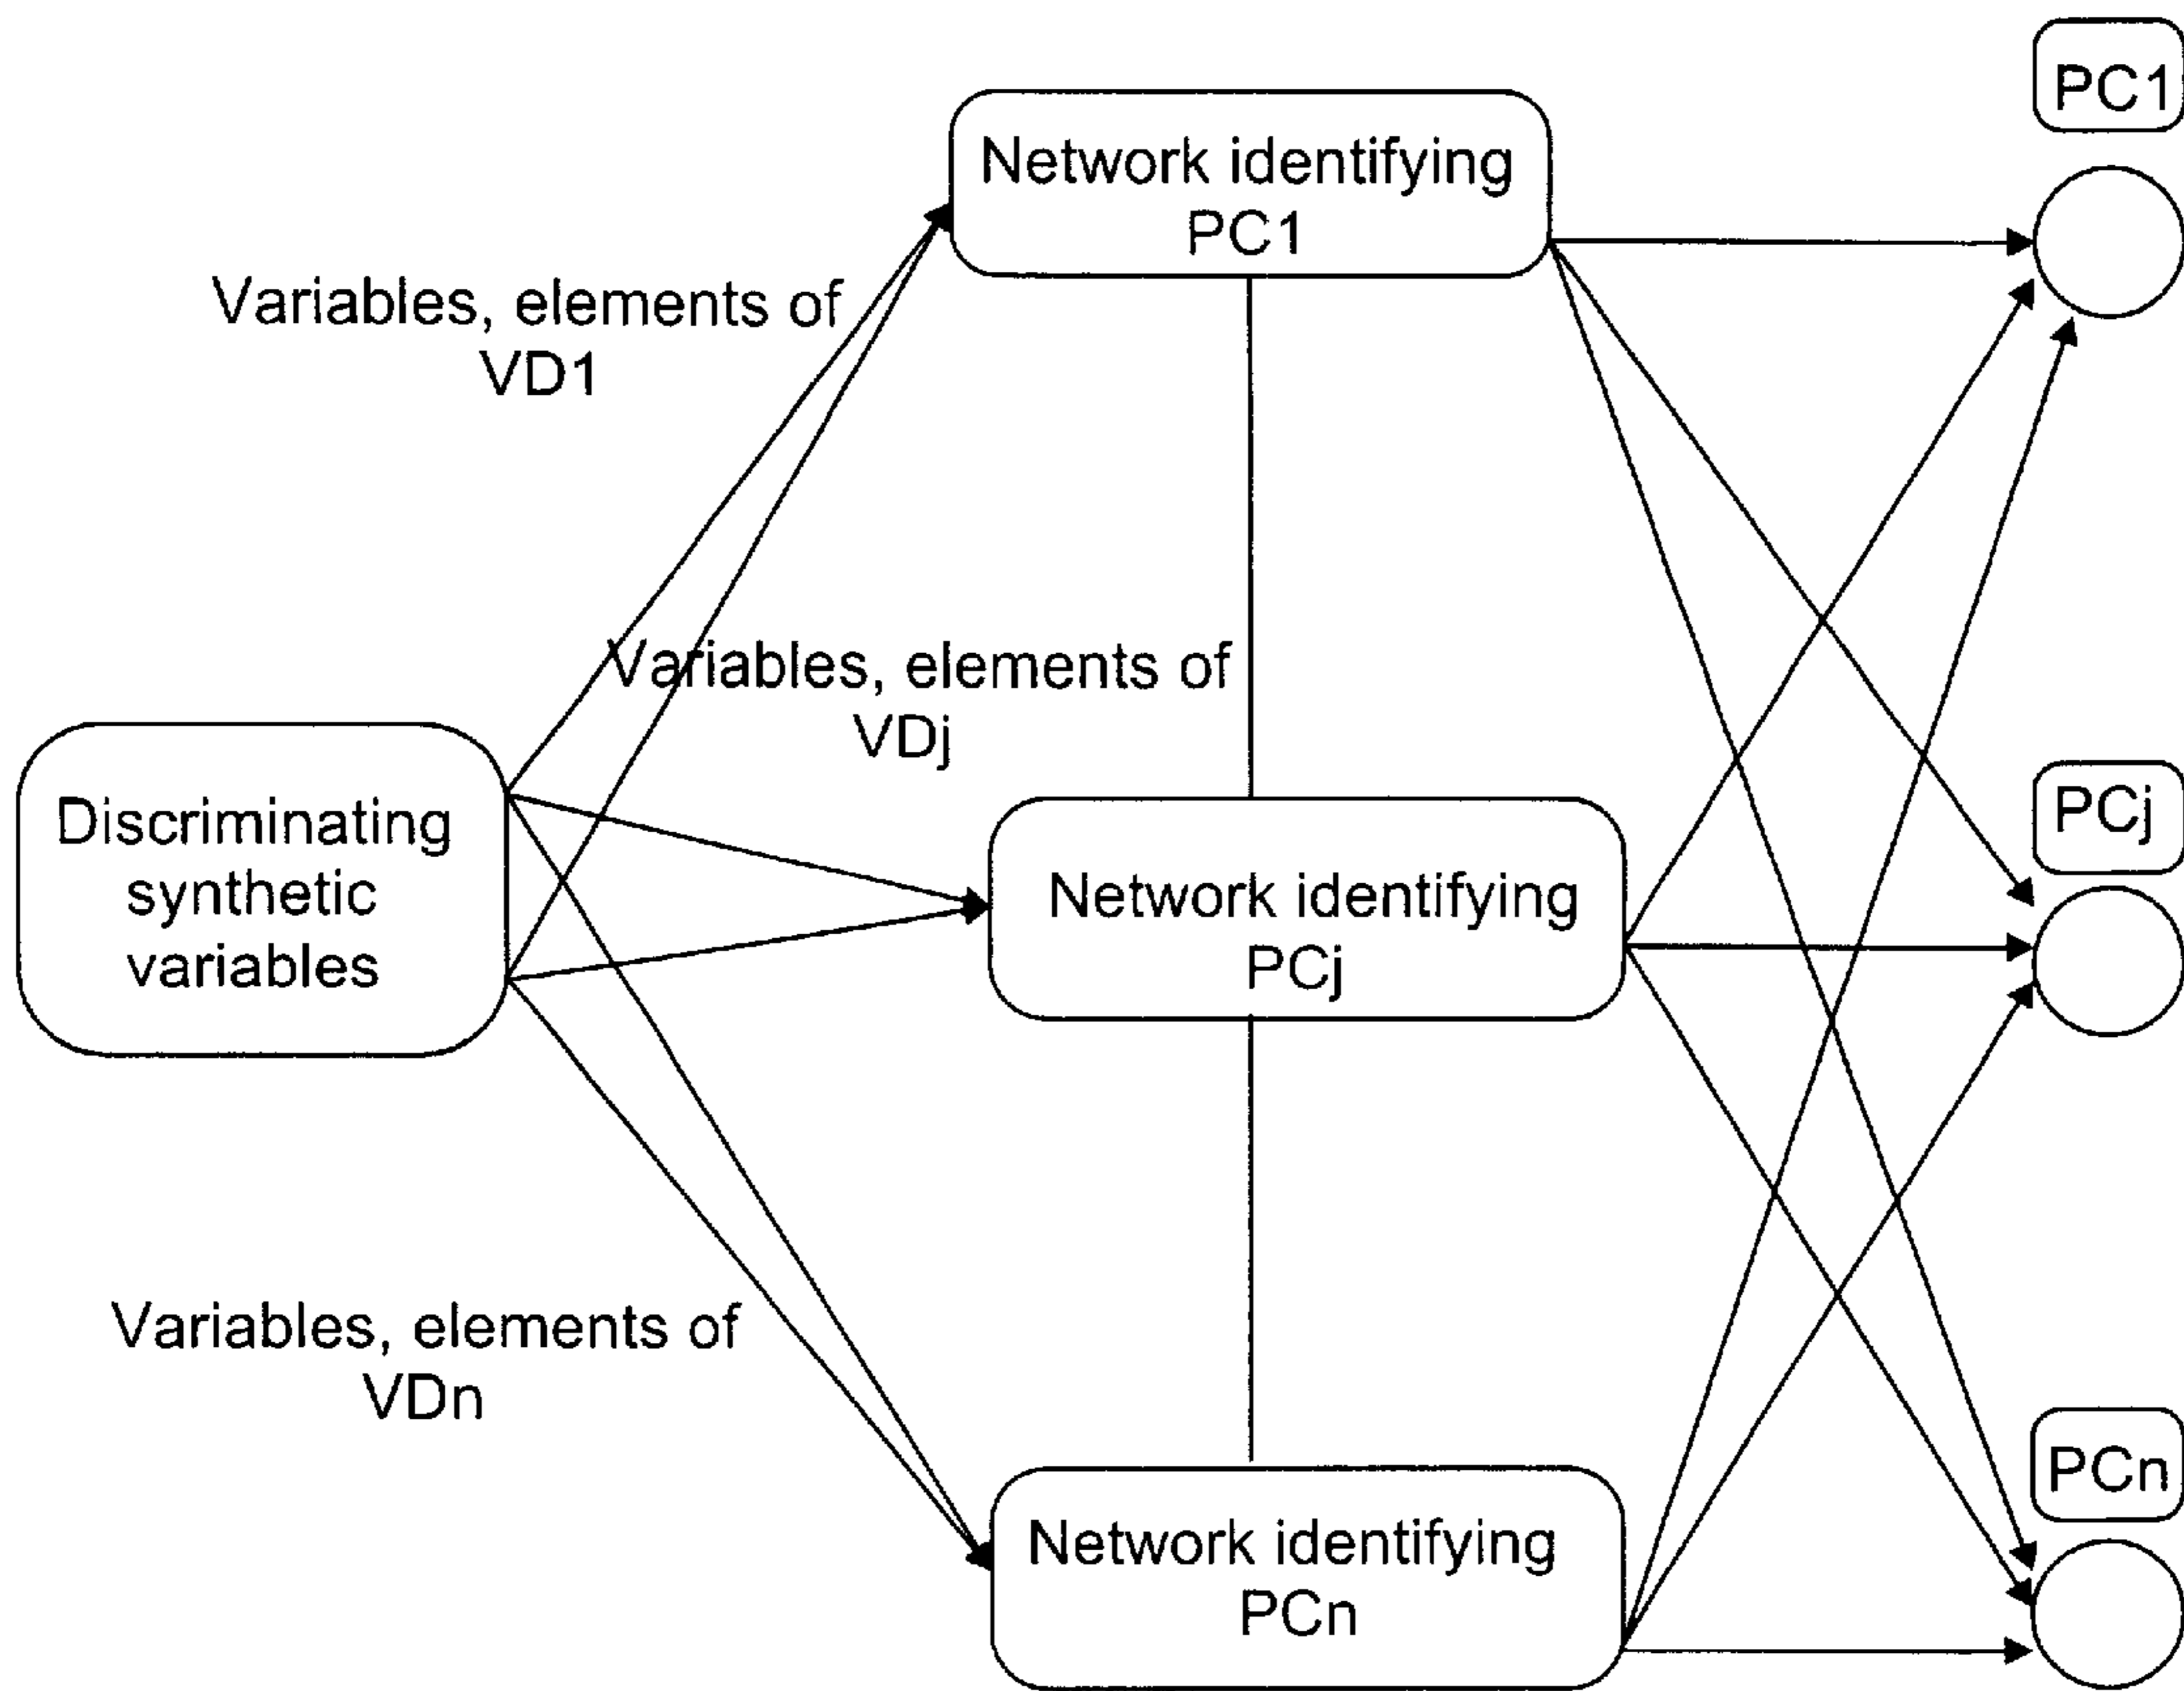 PC1
Network identifying
PC1
Variables, elements of
VD1
Variables, elements of
VDj
Discriminating
synthetic
variables
PCj
Network identifying
PCj
Variables, elements of
VDn
PCn
Network identifying
PCn